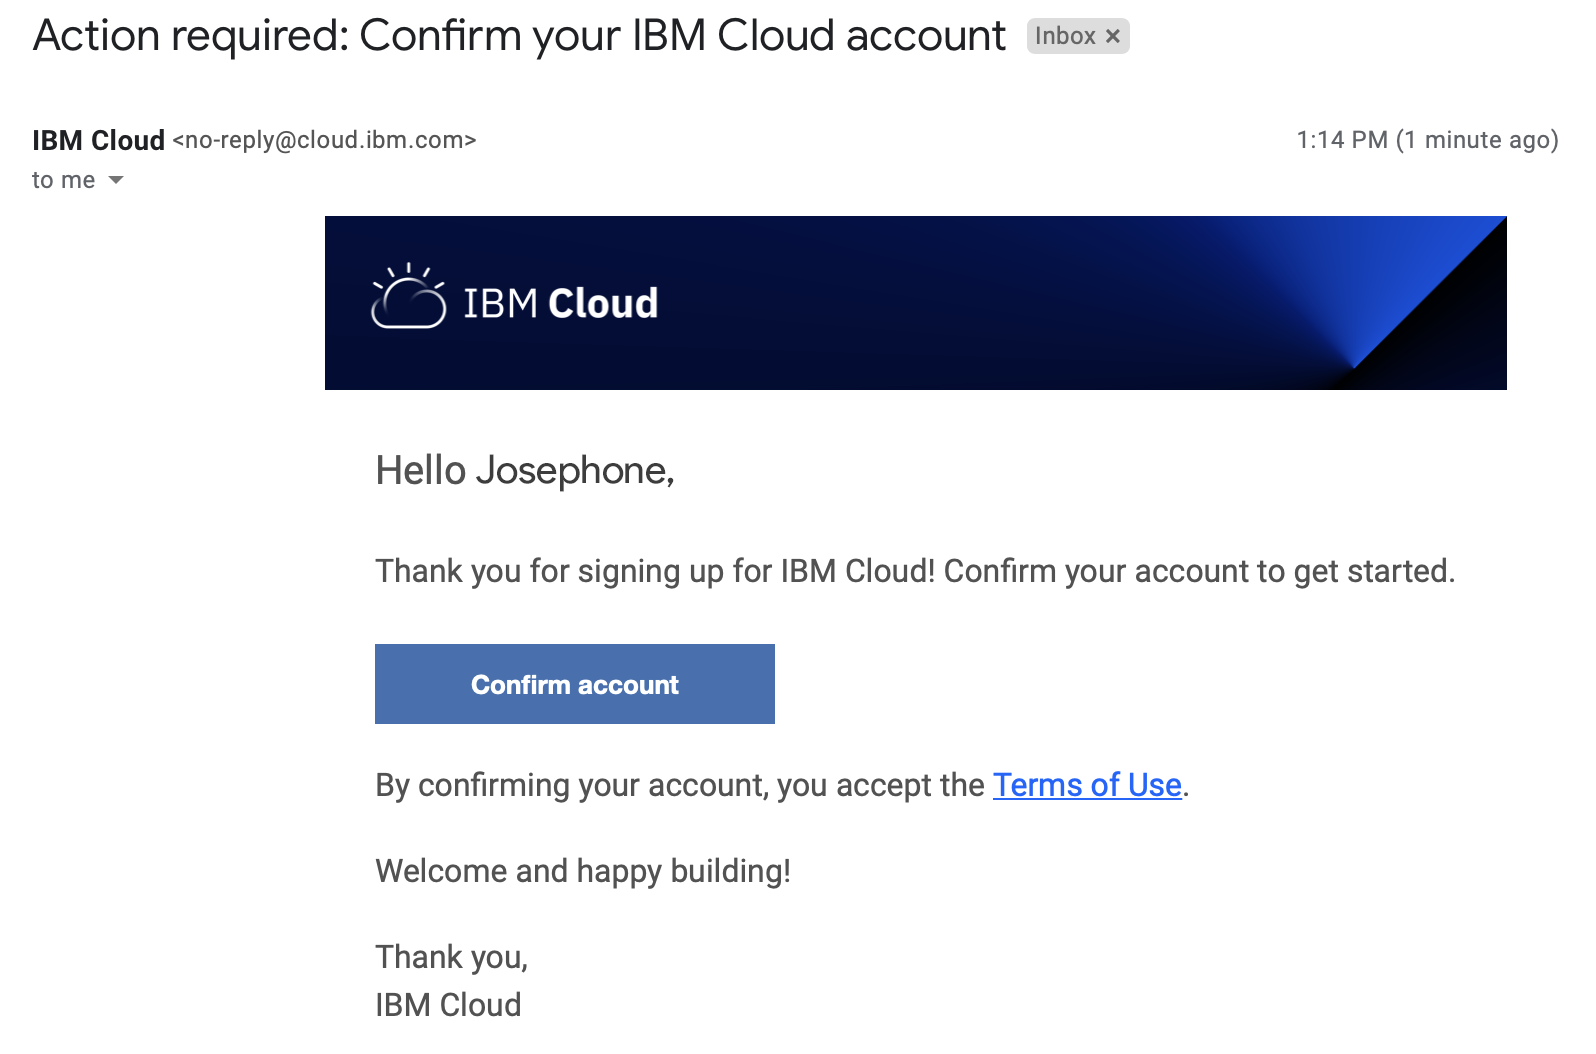 Action required: Confirm your IBM Cloud account Inbox ×
IBM Cloud <no-reply@cloud.ibm.com> 1:14 PM (1 minute ago)
to me
IBM Cloud
Hello Josephone,
Thank you for signing up for IBM Cloud! Confirm your account to get started.
Confirm account
By confirming your account, you accept the Terms of Use.
Welcome and happy building!
Thank you,
IBM Cloud